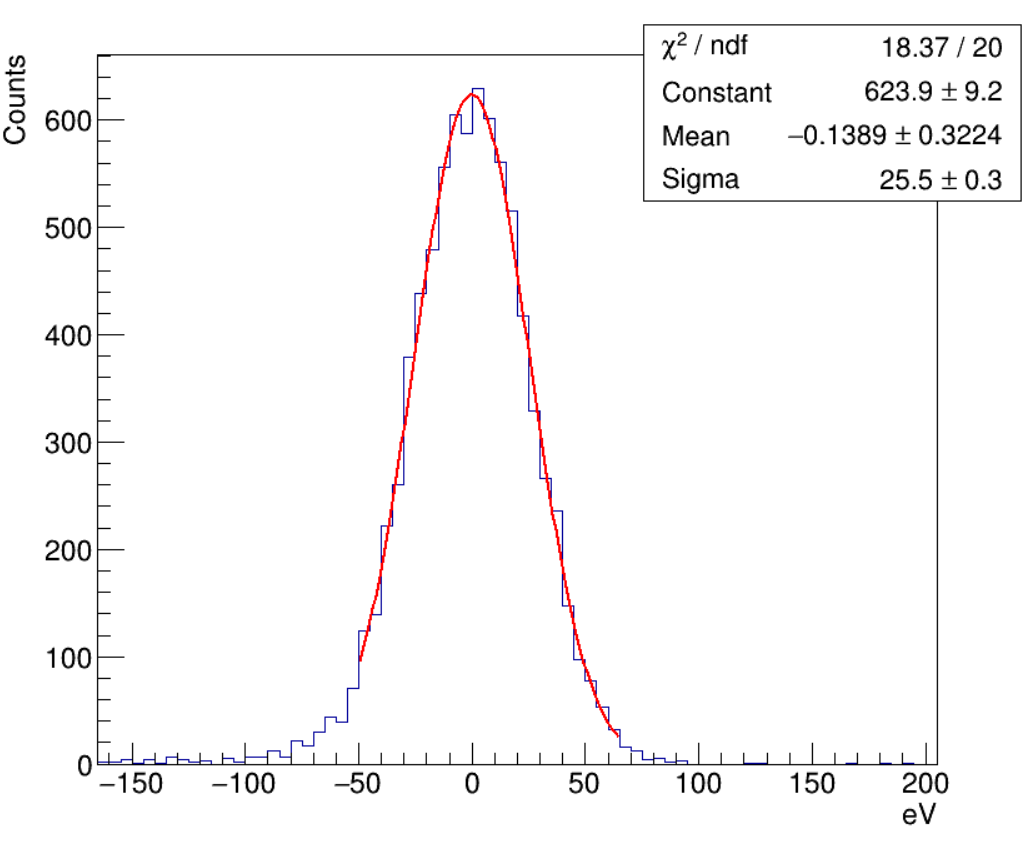 χ² / ndf 18.37 / 20
Constant 623.9 ± 9.2
Mean −0.1389 ± 0.3224
Sigma 25.5 ± 0.3
Counts
600
500
400
300
200
100
0
−150 −100 −50 0 50 100 150 200
eV